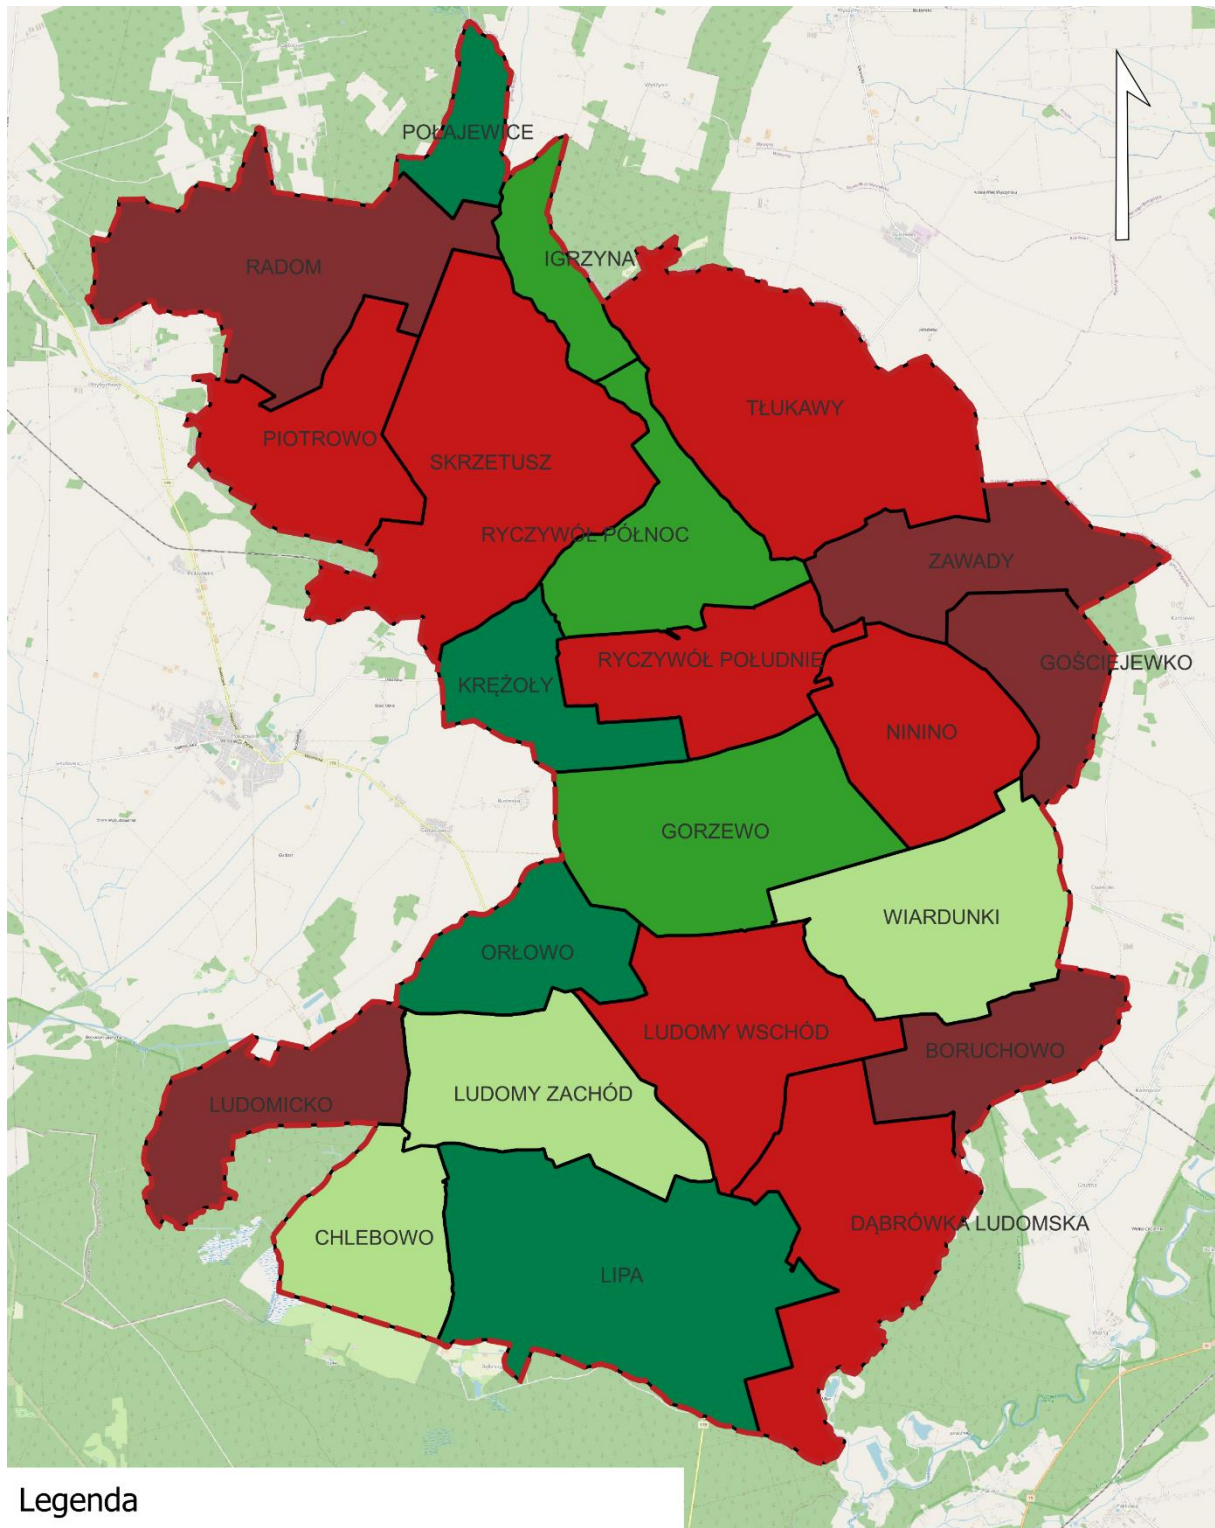 POŁAJEWICE
IGRZYNA
RADOM
TŁUKAWY
PIOTROWO
SKRZETUSZ
RYCZYWÓŁ PÓŁNOC
ZAWADY
RYCZYWÓŁ POŁUDNIE
GOŚCIEJEWKO
KRĘŻOŁY
NININO
GORZEWO
WIARDUNKI
ORŁOWO
LUDOMY WSCHÓD
BORUCHOWO
LUDOMY ZACHÓD
LUDOMICKO
DĄBRÓWKA LUDOMSKA
CHLEBOWO
LIPA
Legenda